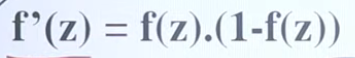 f’(z) = f(z).(1-f(z))